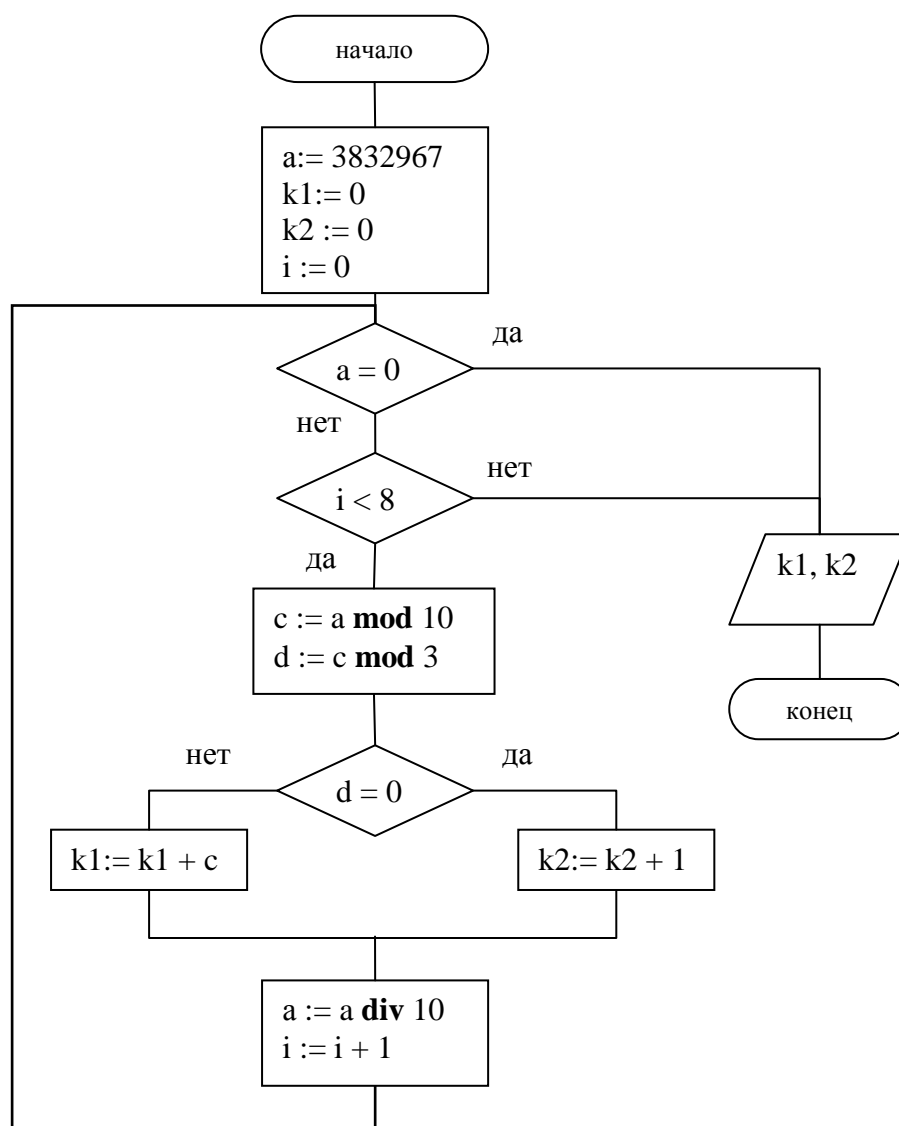 начало
a:= 3832967
k1:= 0
k2 := 0
i := 0
да
a = 0
нет
нет
i < 8
да
k1, k2
c := a mod 10
d := c mod 3
конец
нет
да
d = 0
k1:= k1 + c
k2:= k2 + 1
a := a div 10
i := i + 1